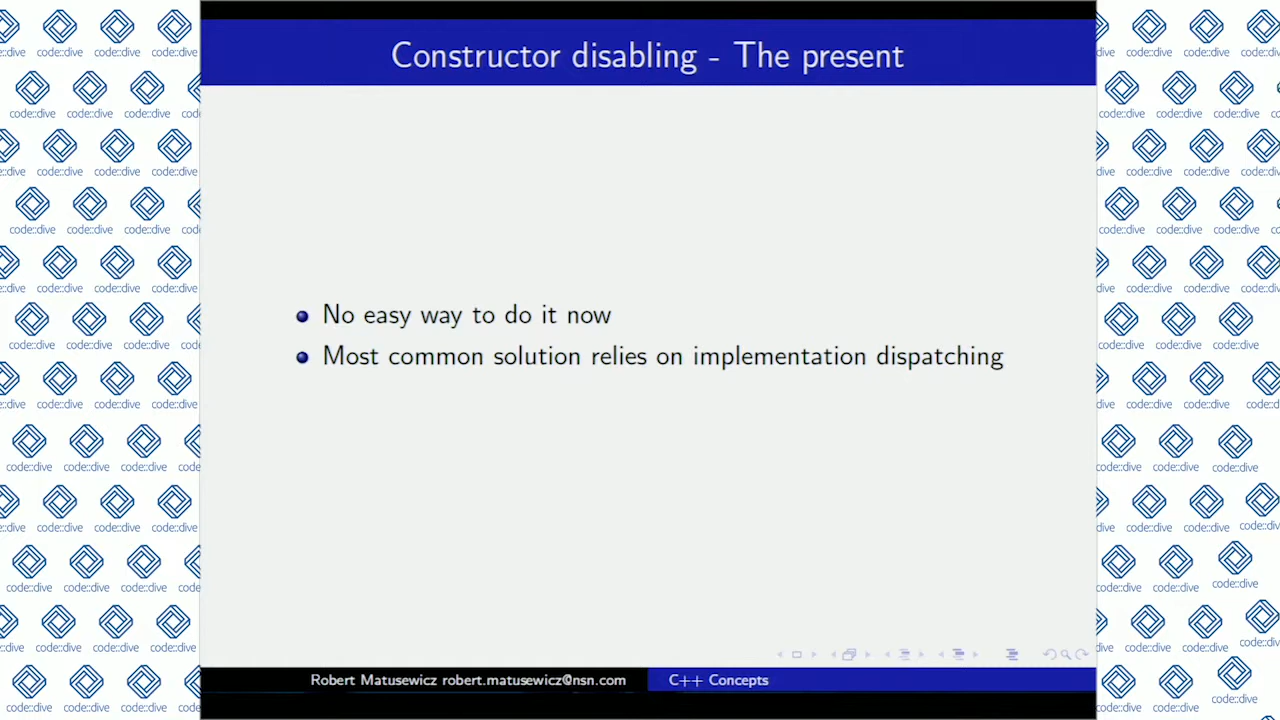 Constructor disabling - The present
No easy way to do it now
Most common solution relies on implementation dispatching
Robert Matusewicz robert.matusewicz@nsn.com
C++ Concepts
code::dive